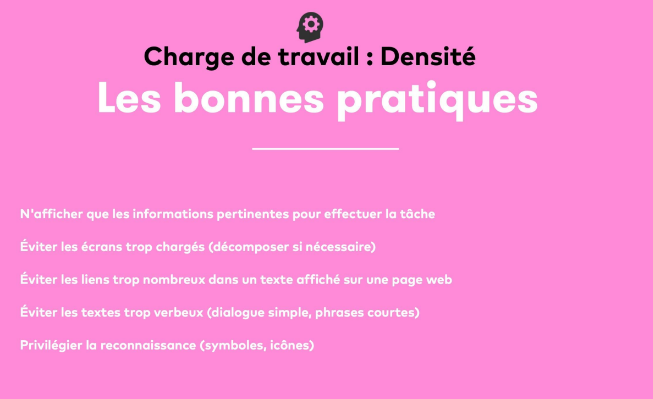 Charge de travail : Densité
Les bonnes pratiques
N'afficher que les informations pertinentes pour effectuer la tâche
Éviter les écrans trop chargés (décomposer si nécessaire)
Éviter les liens trop nombreux dans un texte affiché sur une page web
Éviter les textes trop verbeux (dialogue simple, phrases courtes)
Privilégier la reconnaissance (symboles, icônes)